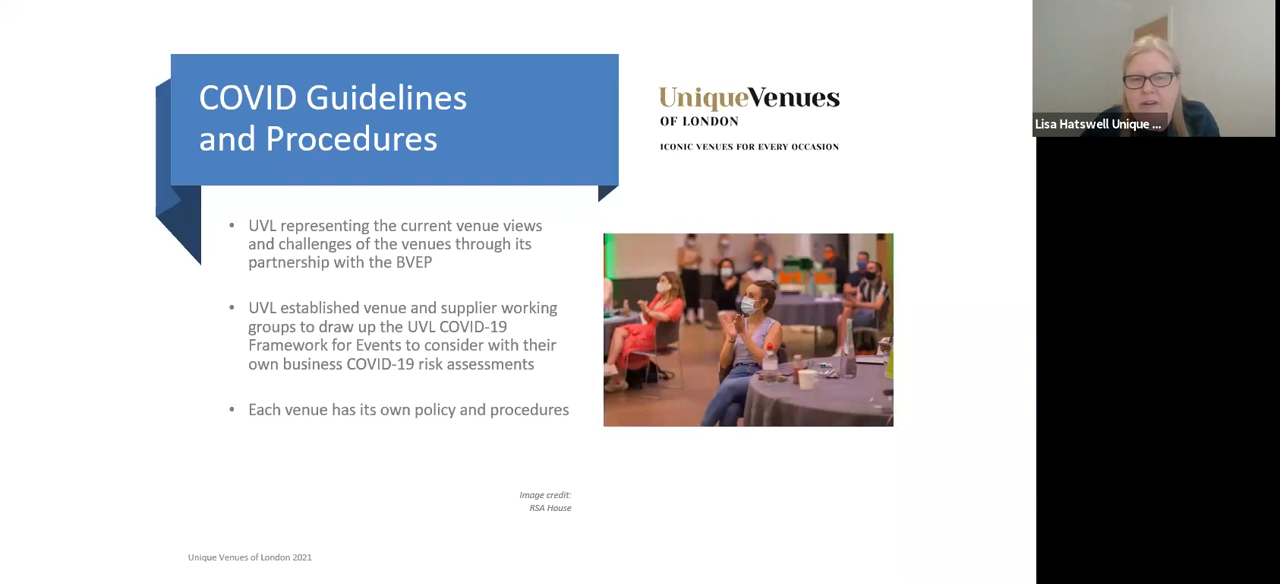 COVID Guidelines
and Procedures
UniqueVenues
OF LONDON
ICONIC VENUES FOR EVERY OCCASION
Lisa Hatswell Unique ...
• UVL representing the current venue views
and challenges of the venues through its
partnership with the BVEP
• UVL established venue and supplier working
groups to draw up the UVL COVID-19
Framework for Events to consider with their
own business COVID-19 risk assessments
• Each venue has its own policy and procedures
Image credit:
RSA House
Unique Venues of London 2021